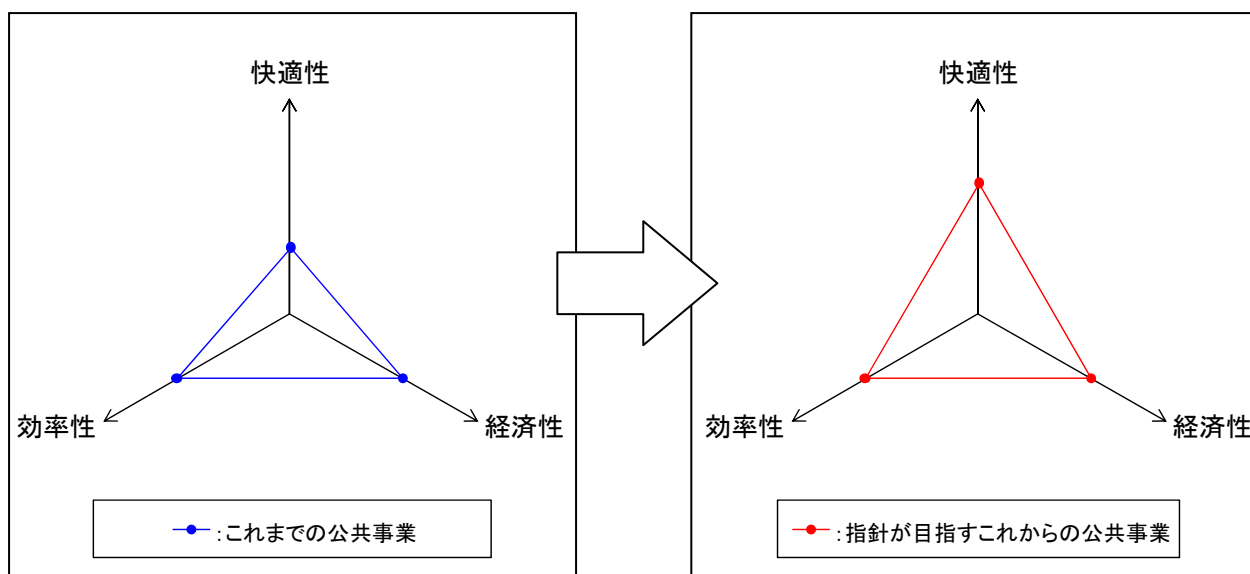 快適性
効率性
経済性
:これまでの公共事業
快適性
効率性
経済性
:指針が目指すこれからの公共事業